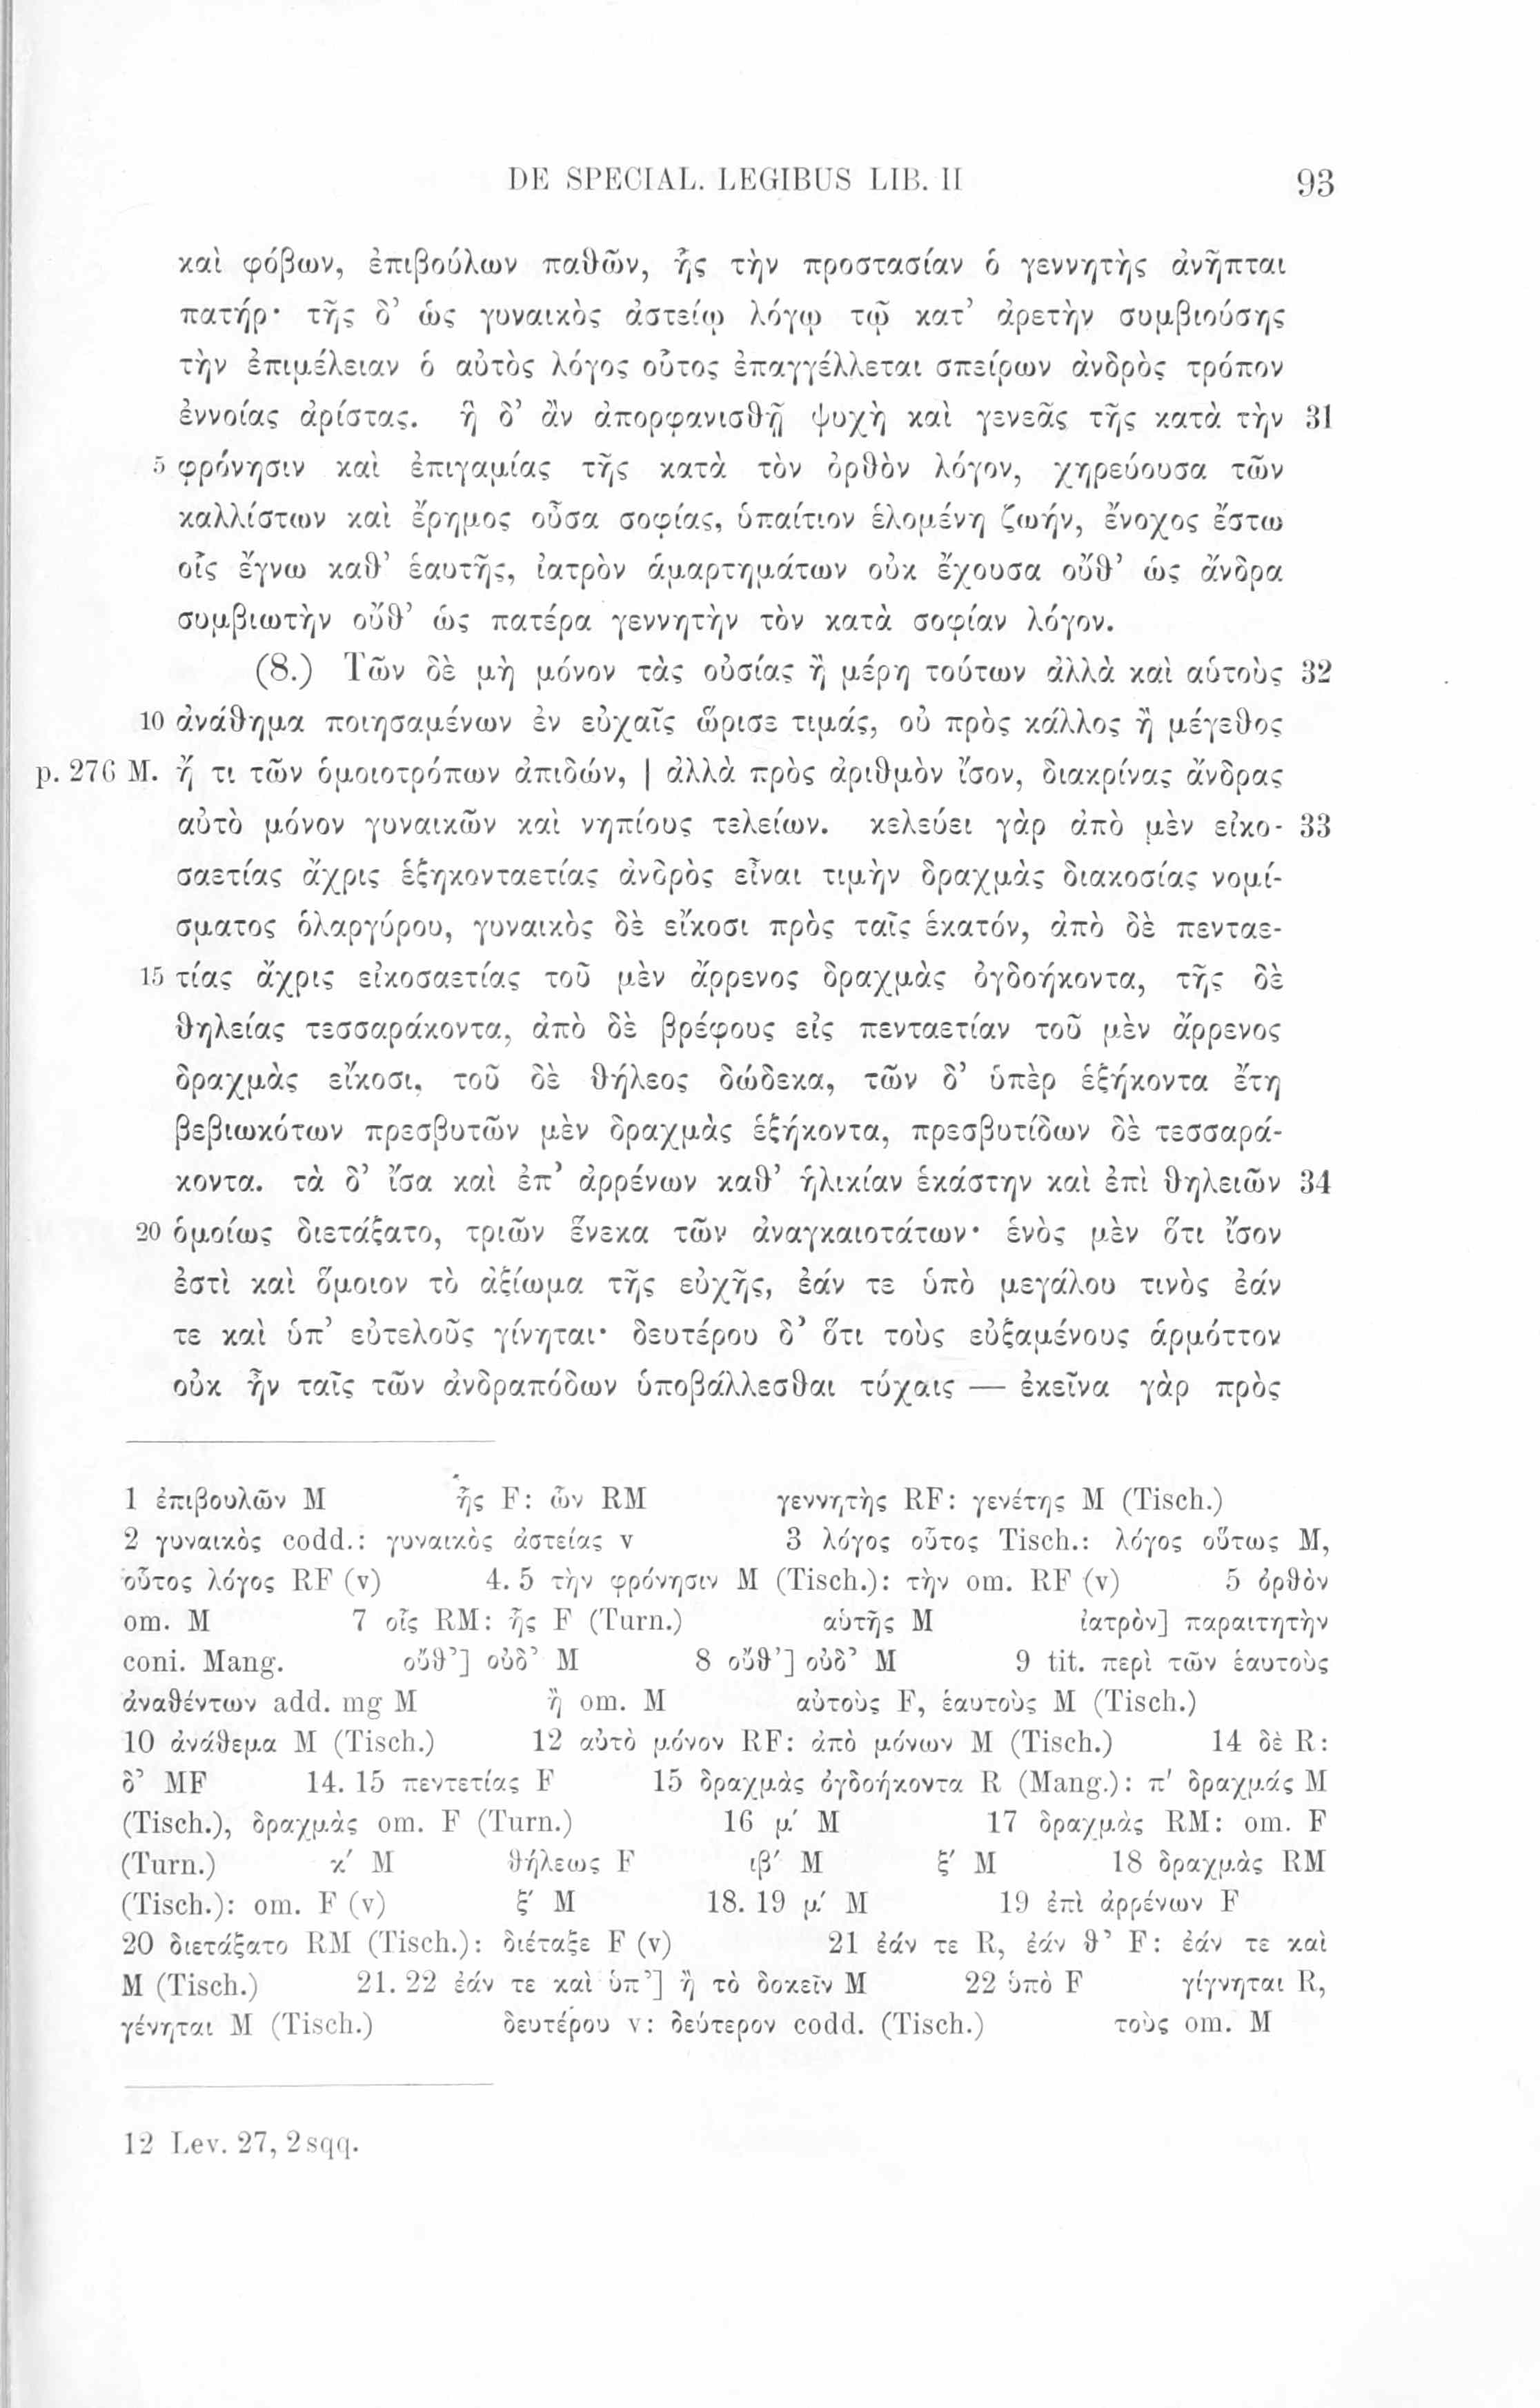 DE SPECIAL. LEGIBUS LIB. II 93
καὶ φόβων, ἐπιβούλων παθῶν, ἧς τὴν προστασίαν ὁ γεννητὴς ἀνῆπται
πατήρ· τῆς δ’ ὡς γυναικὸς ἀστείῳ λόγῳ τῷ κατ’ ἀρετὴν συμβιούσης
τὴν ἐπιμέλειαν ὁ αὐτὸς λόγος οὗτος ἐπαγγέλλεται σπείρων ἀνδρὸς τρόπον
ἐννοίας ἀρίστας. ἣ δ’ ἂν ἀπορφανισθῇ ψυχὴ καὶ γενεᾶς τῆς κατὰ τὴν 31
5 φρόνησιν καὶ ἐπιγαμίας τῆς κατὰ τὸν ὀρθὸν λόγον, χηρεύουσα τῶν
καλλίστων καὶ ἔρημος οὖσα σοφίας, ὑπαίτιον ἑλομένη ζωήν, ἔνοχος ἔστω
οἷς ἔγνω καθ’ ἑαυτῆς, ἰατρὸν ἁμαρτημάτων οὐκ ἔχουσα οὔθ’ ὡς ἄνδρα
συμβιωτὴν οὔθ’ ὡς πατέρα γεννητὴν τὸν κατὰ σοφίαν λόγον.
(8.) Τῶν δὲ μὴ μόνον τὰς οὐσίας ἢ μέρη τούτων ἀλλὰ καὶ αὑτοὺς 32
10 ἀνάθημα ποιησαμένων ἐν εὐχαῖς ὥρισε τιμάς, οὐ πρὸς κάλλος ἢ μέγεθος
p. 276 M. ἤ τι τῶν ὁμοιοτρόπων ἀπιδών, | ἀλλὰ πρὸς ἀριθμὸν ἴσον, διακρίνας ἄνδρας
αὐτὸ μόνον γυναικῶν καὶ νηπίους τελείων. κελεύει γὰρ ἀπὸ μὲν εἰκο- 33
σαετίας ἄχρις ἑξηκονταετίας ἀνδρὸς εἶναι τιμὴν δραχμὰς διακοσίας νομί-
σματος ὁλαργύρου, γυναικὸς δὲ εἴκοσι πρὸς ταῖς ἑκατόν, ἀπὸ δὲ πενταε-
15 τίας ἄχρις εἰκοσαετίας τοῦ μὲν ἄρρενος δραχμὰς ὀγδοήκοντα, τῆς δὲ
θηλείας τεσσαράκοντα, ἀπὸ δὲ βρέφους εἰς πενταετίαν τοῦ μὲν ἄρρενος
δραχμὰς εἴκοσι, τοῦ δὲ θήλεος δώδεκα, τῶν δ’ ὑπὲρ ἑξήκοντα ἔτη
βεβιωκότων πρεσβυτῶν μὲν δραχμὰς ἑξήκοντα, πρεσβυτίδων δὲ τεσσαρά-
κοντα. τὰ δ’ ἴσα καὶ ἐπ’ ἀρρένων καθ’ ἡλικίαν ἑκάστην καὶ ἐπὶ θηλειῶν 34
20 ὁμοίως διετάξατο, τριῶν ἕνεκα τῶν ἀναγκαιοτάτων· ἑνὸς μὲν ὅτι ἴσον
ἐστὶ καὶ ὅμοιον τὸ ἀξίωμα τῆς εὐχῆς, ἐάν τε ὑπὸ μεγάλου τινὸς ἐάν
τε καὶ ὑπ’ εὐτελοῦς γίνηται· δευτέρου δ’ ὅτι τοὺς εὐξαμένους ἁρμόττον
οὐκ ἦν ταῖς τῶν ἀνδραπόδων ὑποβάλλεσθαι τύχαις — ἐκεῖνα γὰρ πρὸς
1 ἐπιβουλῶν M ἧς F: ὧν RM γεννητὴς RF: γενέτης M (Tisch.)
2 γυναικὸς codd.: γυναικὸς ἀστείας v 3 λόγος οὗτος Tisch.: λόγος οὕτως M,
οὗτος λόγος RF (v) 4. 5 τὴν φρόνησιν M (Tisch.): τὴν om. RF (v) 5 ὀρθὸν
om. M 7 οἷς RM: ἧς F (Turn.) αὑτῆς M ἰατρὸν] παραιτητὴν
coni. Mang. οὔθ’] οὐδ’ M 8 οὔθ’] οὐδ’ M 9 tit. περὶ τῶν ἑαυτοὺς
ἀναθέντων add. mg M ἢ om. M αὐτοὺς F, ἑαυτοὺς M (Tisch.)
10 ἀνάθεμα M (Tisch.) 12 αὐτὸ μόνον RF: ἀπὸ μόνων M (Tisch.) 14 δὲ R:
δ’ MF 14. 15 πεντετίας F 15 δραχμὰς ὀγδοήκοντα R (Mang.): π' δραχμάς M
(Tisch.), δραχμὰς om. F (Turn.) 16 μ' M 17 δραχμὰς RM: om. F
(Turn.) κ' M θήλεως F ιβ' M ξ' M 18 δραχμὰς RM
(Tisch.): om. F (v) ξ' M 18. 19 μ' M 19 ἐπὶ ἀρρένων F
20 διετάξατο RM (Tisch.): διέταξε F (v) 21 ἐάν τε R, ἐάν θ’ F: ἐάν τε καὶ
M (Tisch.) 21. 22 ἐάν τε καὶ ὑπ’] ἢ τὸ δοκεῖν M 22 ὑπὸ F γίγνηται R,
γένηται M (Tisch.) δευτέρου v: δεύτερον codd. (Tisch.) τοὺς om. M
12 Lev. 27, 2 sqq.